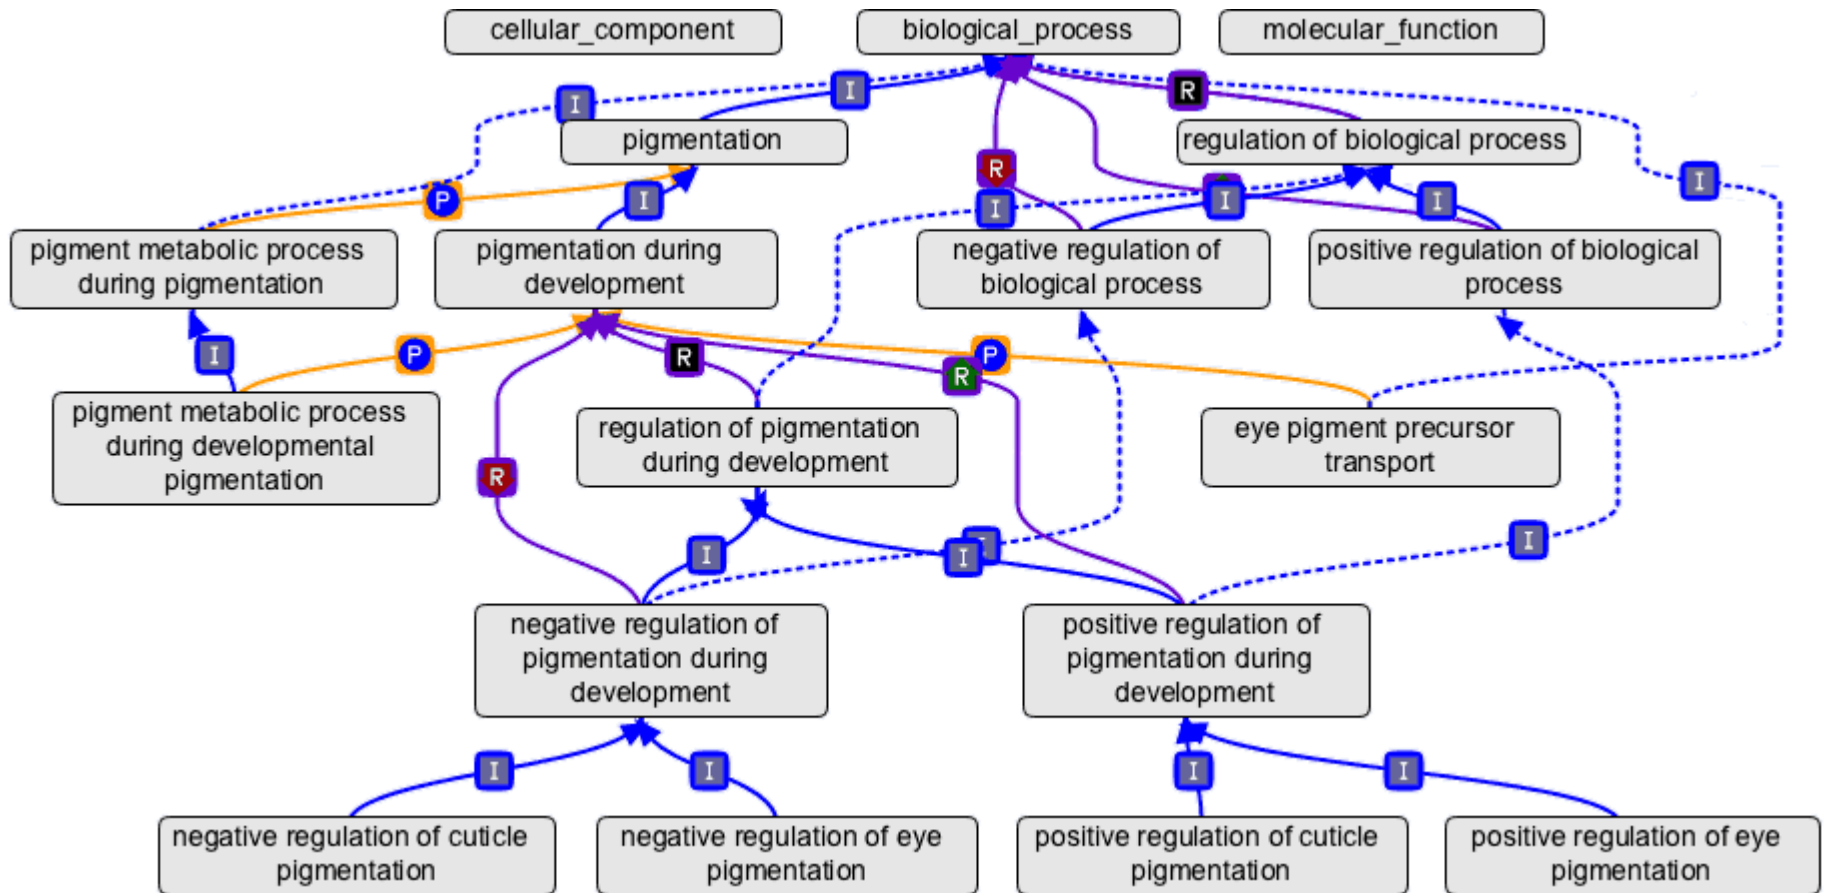 cellular_component
biological_process
molecular_function
I
I
R
pigmentation
regulation of biological process
P
I
R
I
I
I
I
pigment metabolic process
during pigmentation
pigmentation during
development
negative regulation of
biological process
positive regulation of biological
process
I
P
R
P
R
pigment metabolic process
during developmental
pigmentation
regulation of pigmentation
during development
eye pigment precursor
transport
R
I
I
I
I
negative regulation of
pigmentation during
development
positive regulation of
pigmentation during
development
I
I
I
I
negative regulation of cuticle
pigmentation
negative regulation of eye
pigmentation
positive regulation of cuticle
pigmentation
positive regulation of eye
pigmentation